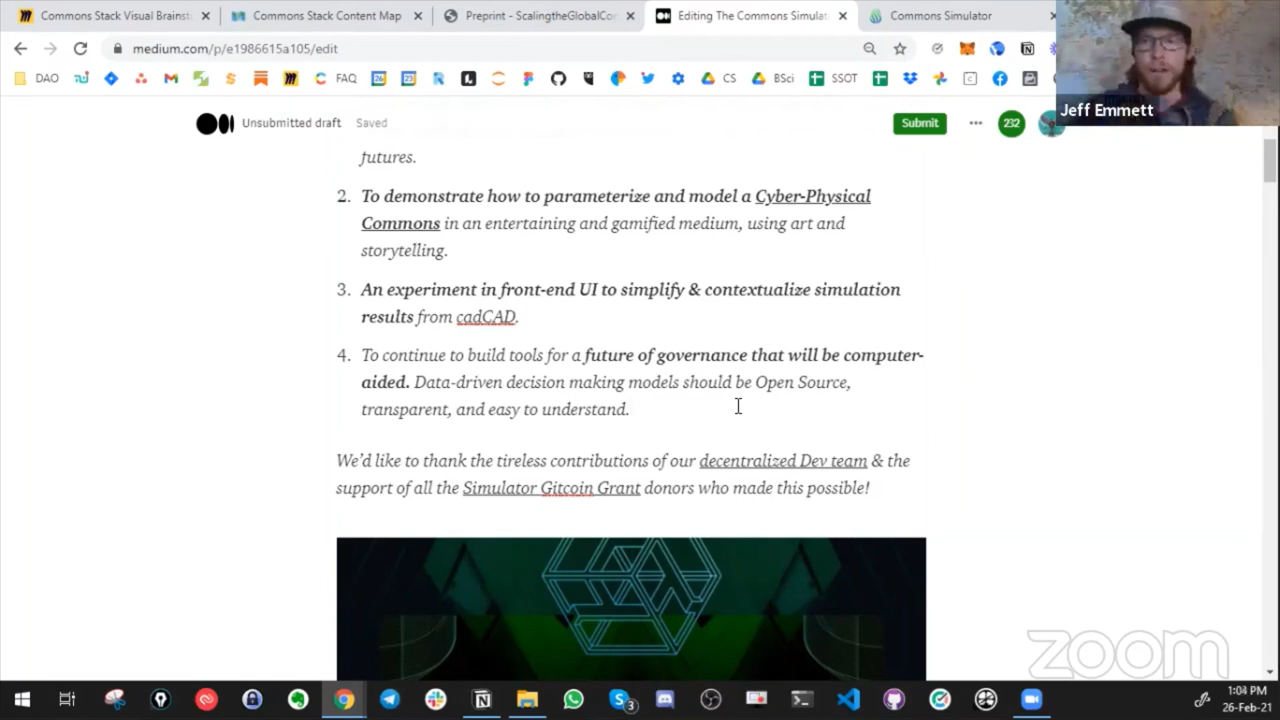 Commons Stack Visual Brainst
Commons Stack Content Map
Preprint - ScalingtheGlobalCo
Editing The Commons Simulat
Commons Simulator
medium.com/p/e1986615a105/edit
DAO
FAQ
CS
BSci
SSOT
Jeff Emmett
Unsubmitted draft
Saved
Submit
232
futures.
2. To demonstrate how to parameterize and model a Cyber-Physical
Commons in an entertaining and gamified medium, using art and
storytelling.
3. An experiment in front-end UI to simplify & contextualize simulation
results from cadCAD.
4. To continue to build tools for a future of governance that will be computer-
aided. Data-driven decision making models should be Open Source,
transparent, and easy to understand.
We'd like to thank the tireless contributions of our decentralized Dev team & the
support of all the Simulator Gitcoin Grant donors who made this possible!
zoom
3
1:04 PM
26-Feb-21